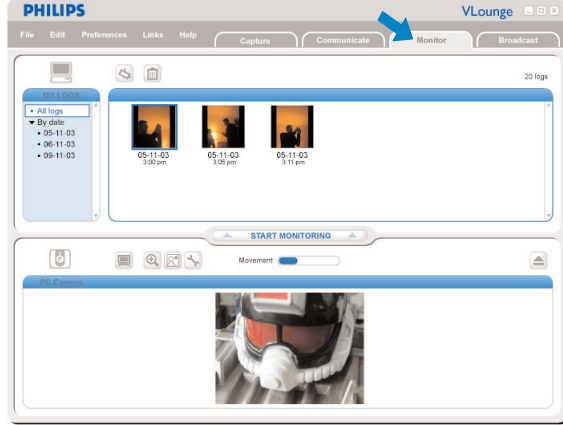 PHILIPS VLounge
File Edit Preferences Links Help Capture Communicate Monitor Broadcast
20 logs
MY LOGS
• All logs
▼ By date
• 05-11-03
• 06-11-03
• 09-11-03
05-11-03 05-11-03 05-11-03
3:00 pm 3:05 pm 3:11 pm
START MONITORING
Movement
PC Camera